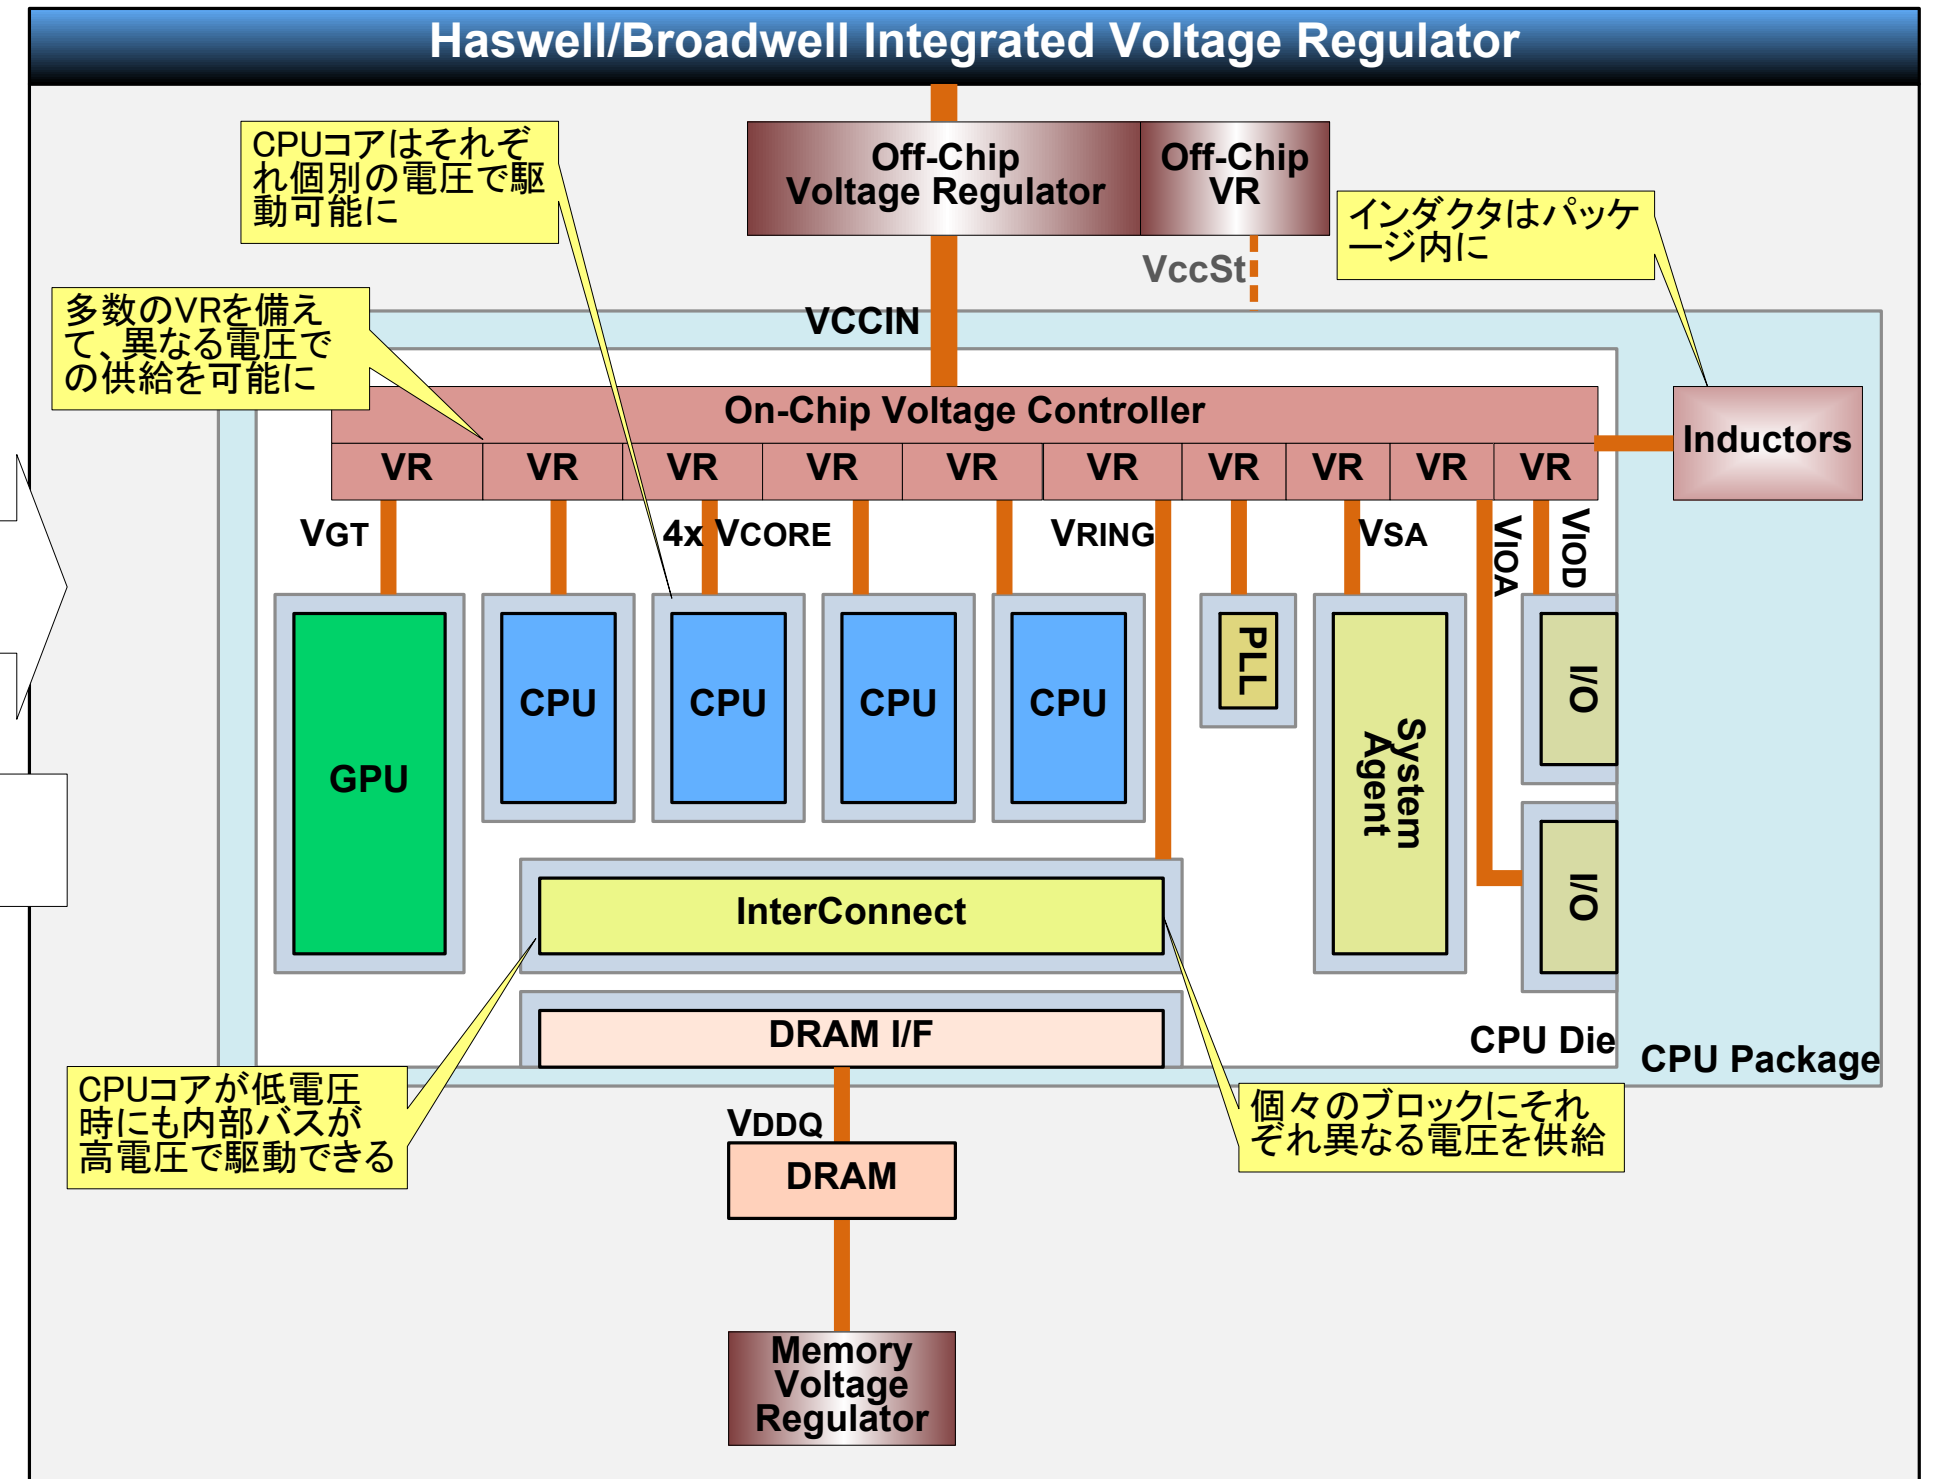 Haswell/Broadwell Integrated Voltage Regulator
CPUコアはそれぞ
れ個別の電圧で駆
動可能に
Off-Chip
Voltage Regulator
Off-Chip
VR
インダクタはパッケ
ージ内に
VccSt
多数のVRを備え
て、異なる電圧で
の供給を可能に
VCCIN
On-Chip Voltage Controller
Inductors
VR VR VR VR VR VR VR VR VR VR
VGT
4x VCORE
VRING
VSA
VIOA
VIOD
GPU
CPU
CPU
CPU
CPU
PLL
System
Agent
I/O
I/O
InterConnect
DRAM I/F
CPU Die
CPU Package
CPUコアが低電圧
時にも内部バスが
高電圧で駆動できる
個々のブロックにそれ
ぞれ異なる電圧を供給
VDDQ
DRAM
Memory
Voltage
Regulator